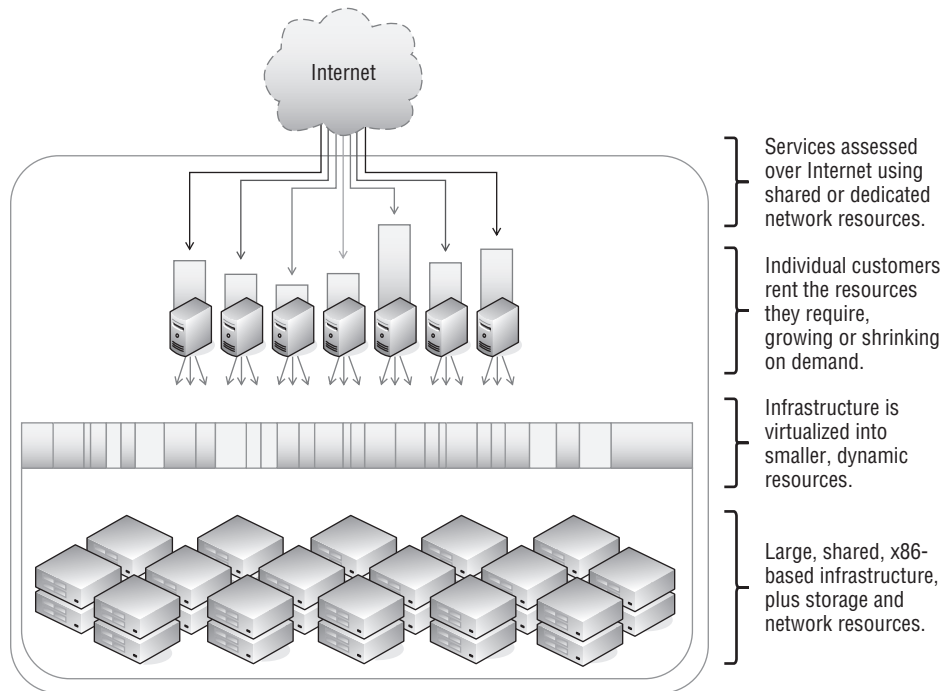 Internet
Services assessed
over Internet using
shared or dedicated
network resources.
Individual customers
rent the resources
they require,
growing or shrinking
on demand.
Infrastructure is
virtualized into
smaller, dynamic
resources.
Large, shared, x86-
based infrastructure,
plus storage and
network resources.